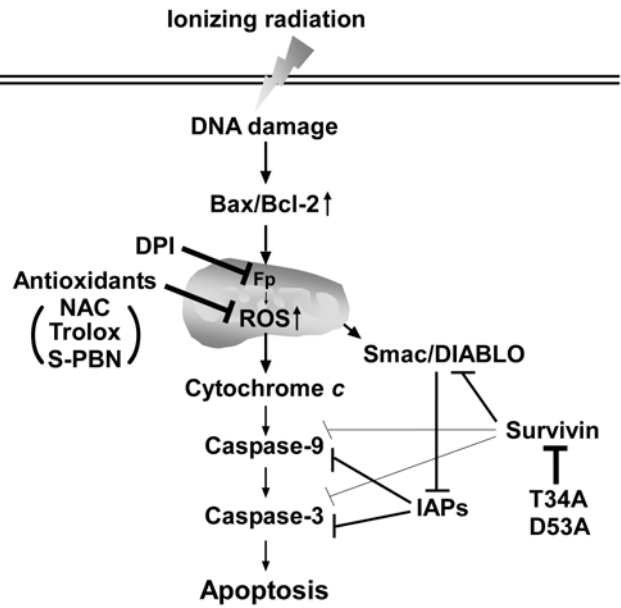 Ionizing radiation
DNA damage
Bax/Bcl-2↑
DPI
Fp
Antioxidants
NAC
Trolox
S-PBN
ROS↑
Smac/DIABLO
Cytochrome c
Survivin
Caspase-9
T34A
D53A
IAPs
Caspase-3
Apoptosis